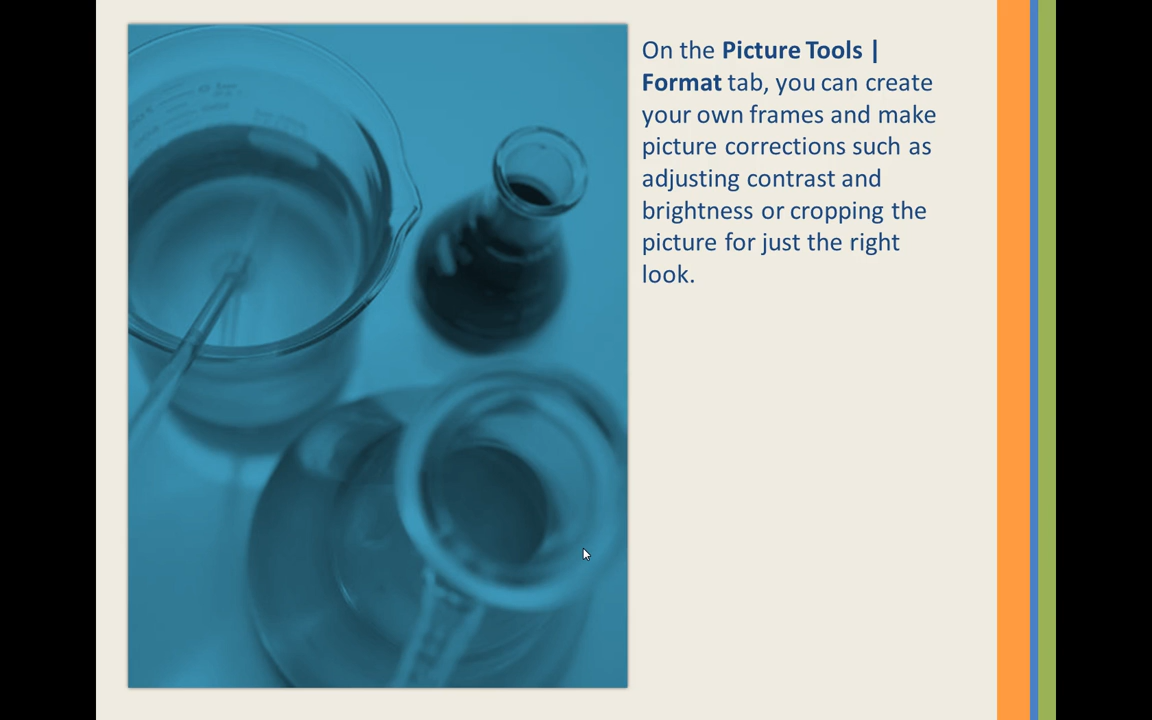 On the Picture Tools |
Format tab, you can create
your own frames and make
picture corrections such as
adjusting contrast and
brightness or cropping the
picture for just the right
look.